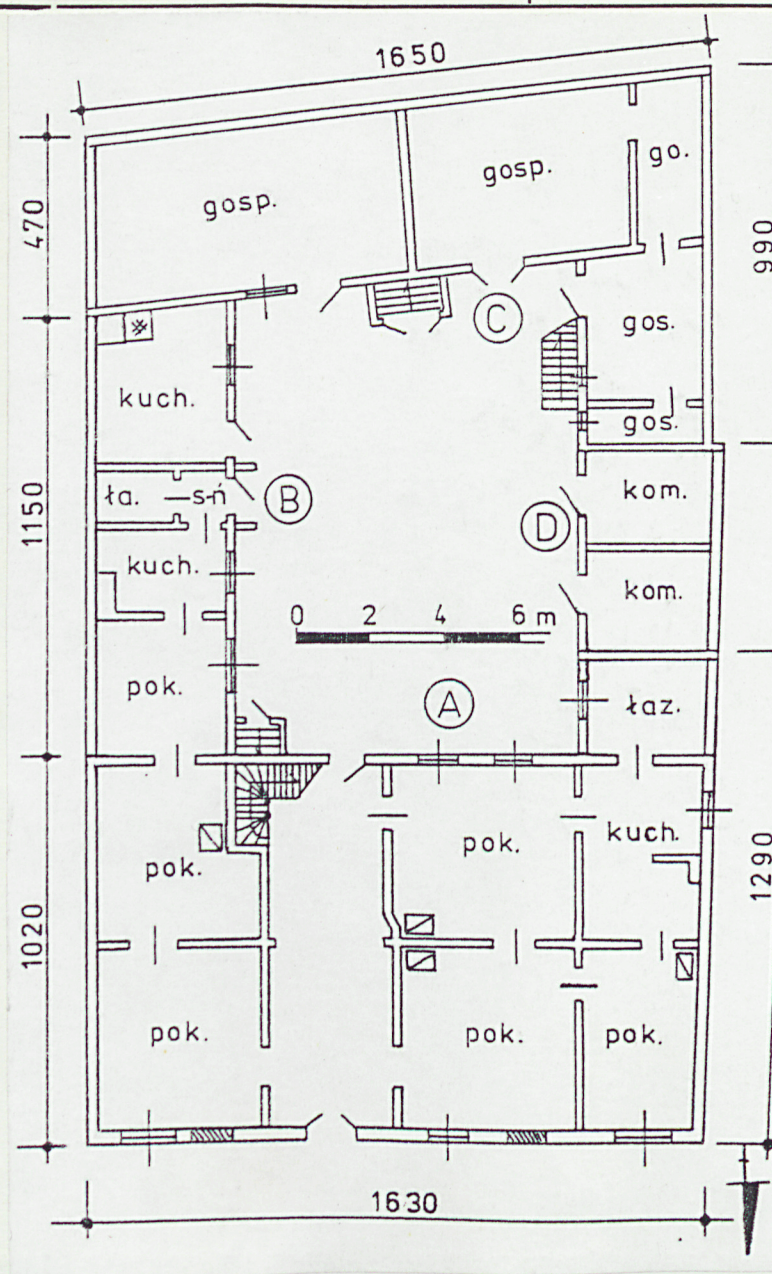 1650
gosp.
gosp.
go.
470
990
C
gos.
gos.
kuch.
ła.
s-ń
B
kom.
D
1150
kuch.
kom.
0 2 4 6 m
pok.
A
łaz.
pok.
kuch.
pok.
1290
1020
pok.
pok.
pok.
1630